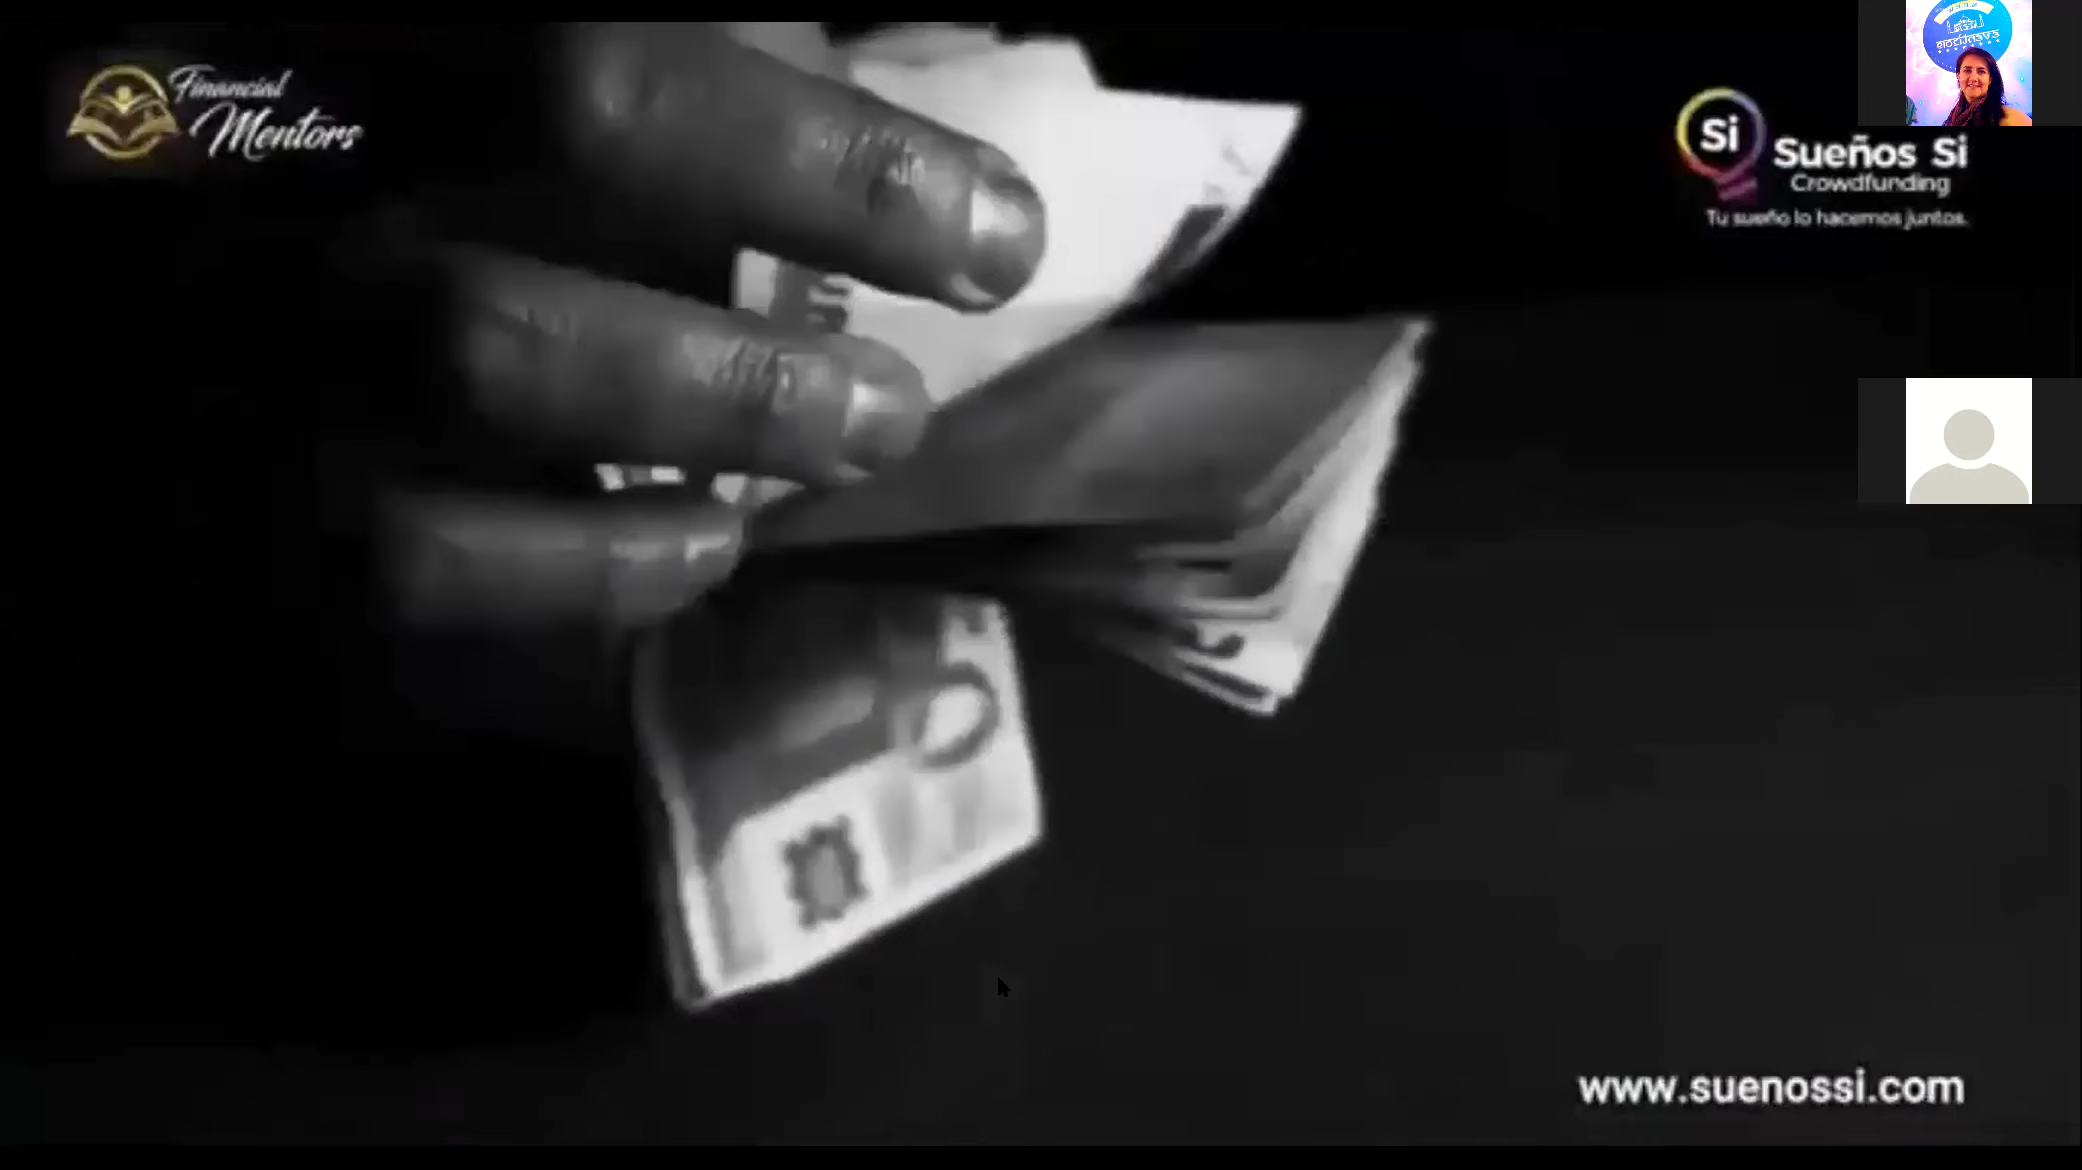 Financial
Mentors
Si
Sueños Si
Crowdfunding
Tu sueño lo hacemos juntos.
www.suenossi.com